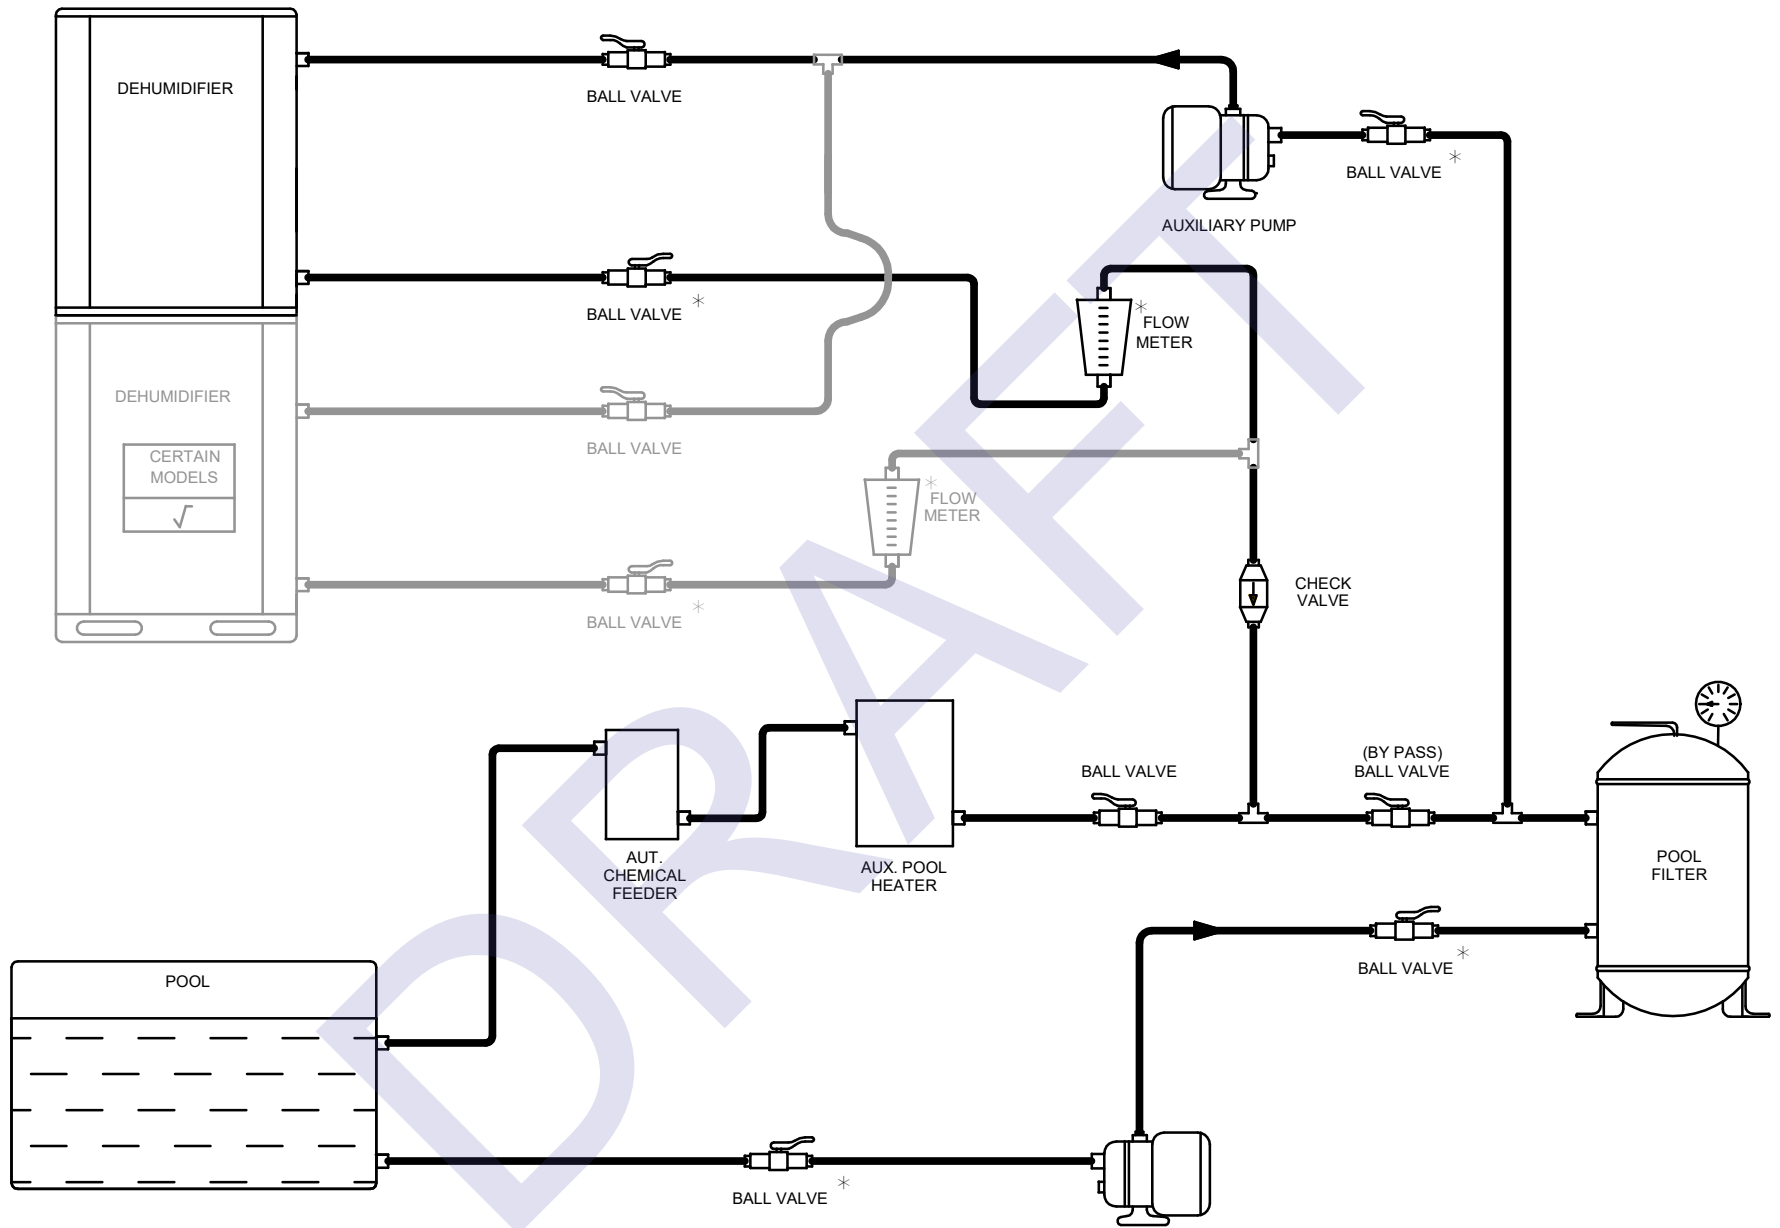 DEHUMIDIFIER
BALL VALVE
BALL VALVE *
AUXILIARY PUMP
BALL VALVE *
* FLOW
METER
DEHUMIDIFIER
CERTAIN
MODELS
√
BALL VALVE
* FLOW
METER
BALL VALVE *
CHECK
VALVE
(BY PASS)
BALL VALVE
BALL VALVE
AUT.
CHEMICAL
FEEDER
AUX. POOL
HEATER
POOL
FILTER
BALL VALVE *
POOL
BALL VALVE *
DRAFT